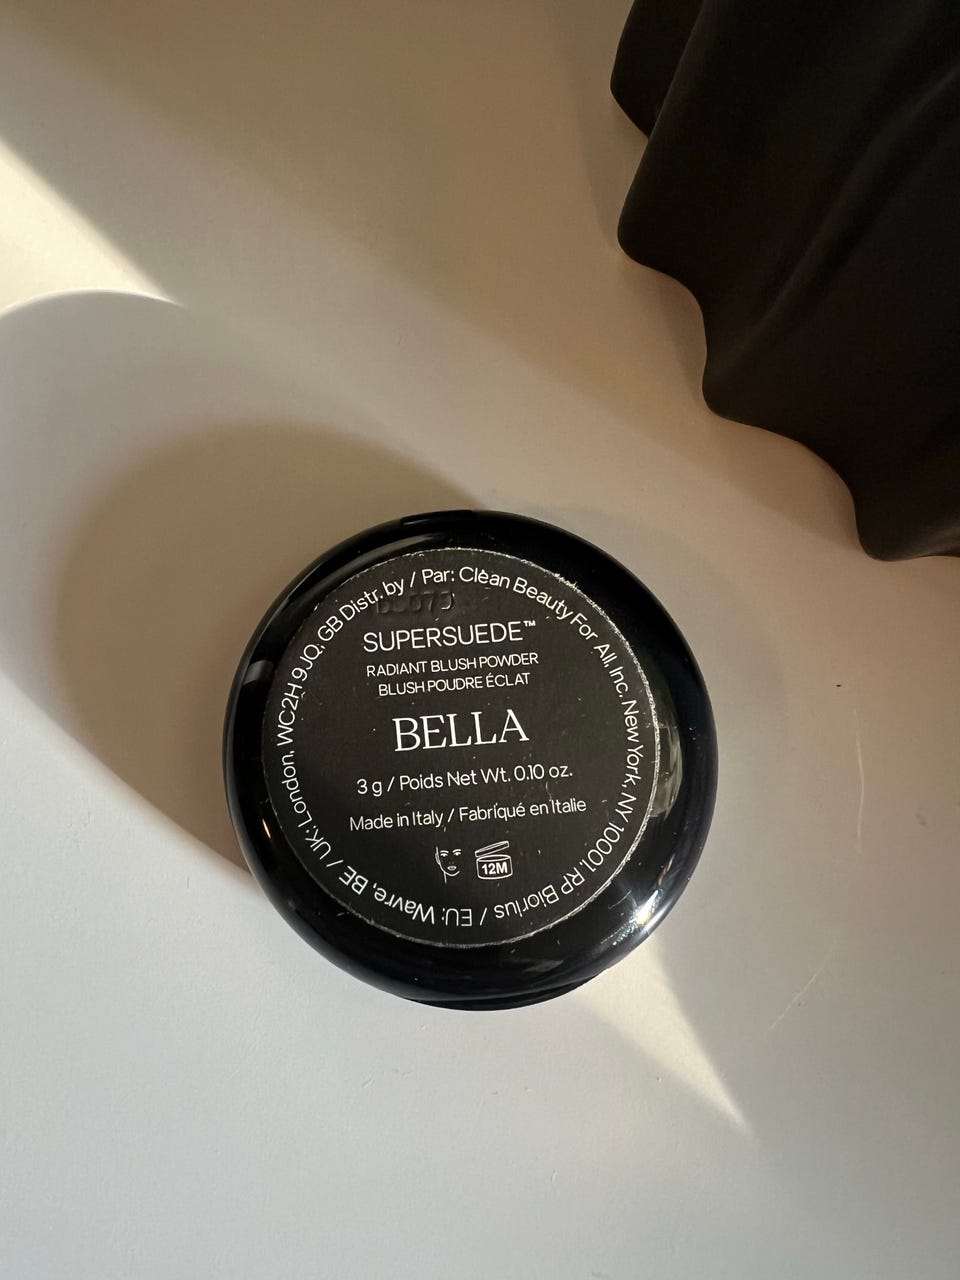 Distr. by / Par: Clean Beauty For All, Inc. New York, NY 10001, RP Biorius / EU: Wavre, BE / UK: London, WC2H 9JQ, GB
SUPERSUEDE™
RADIANT BLUSH POWDER
BLUSH POUDRE ÉCLAT
BELLA
3 g / Poids Net Wt. 0.10 oz.
Made in Italy / Fabriqué en Italie
12M